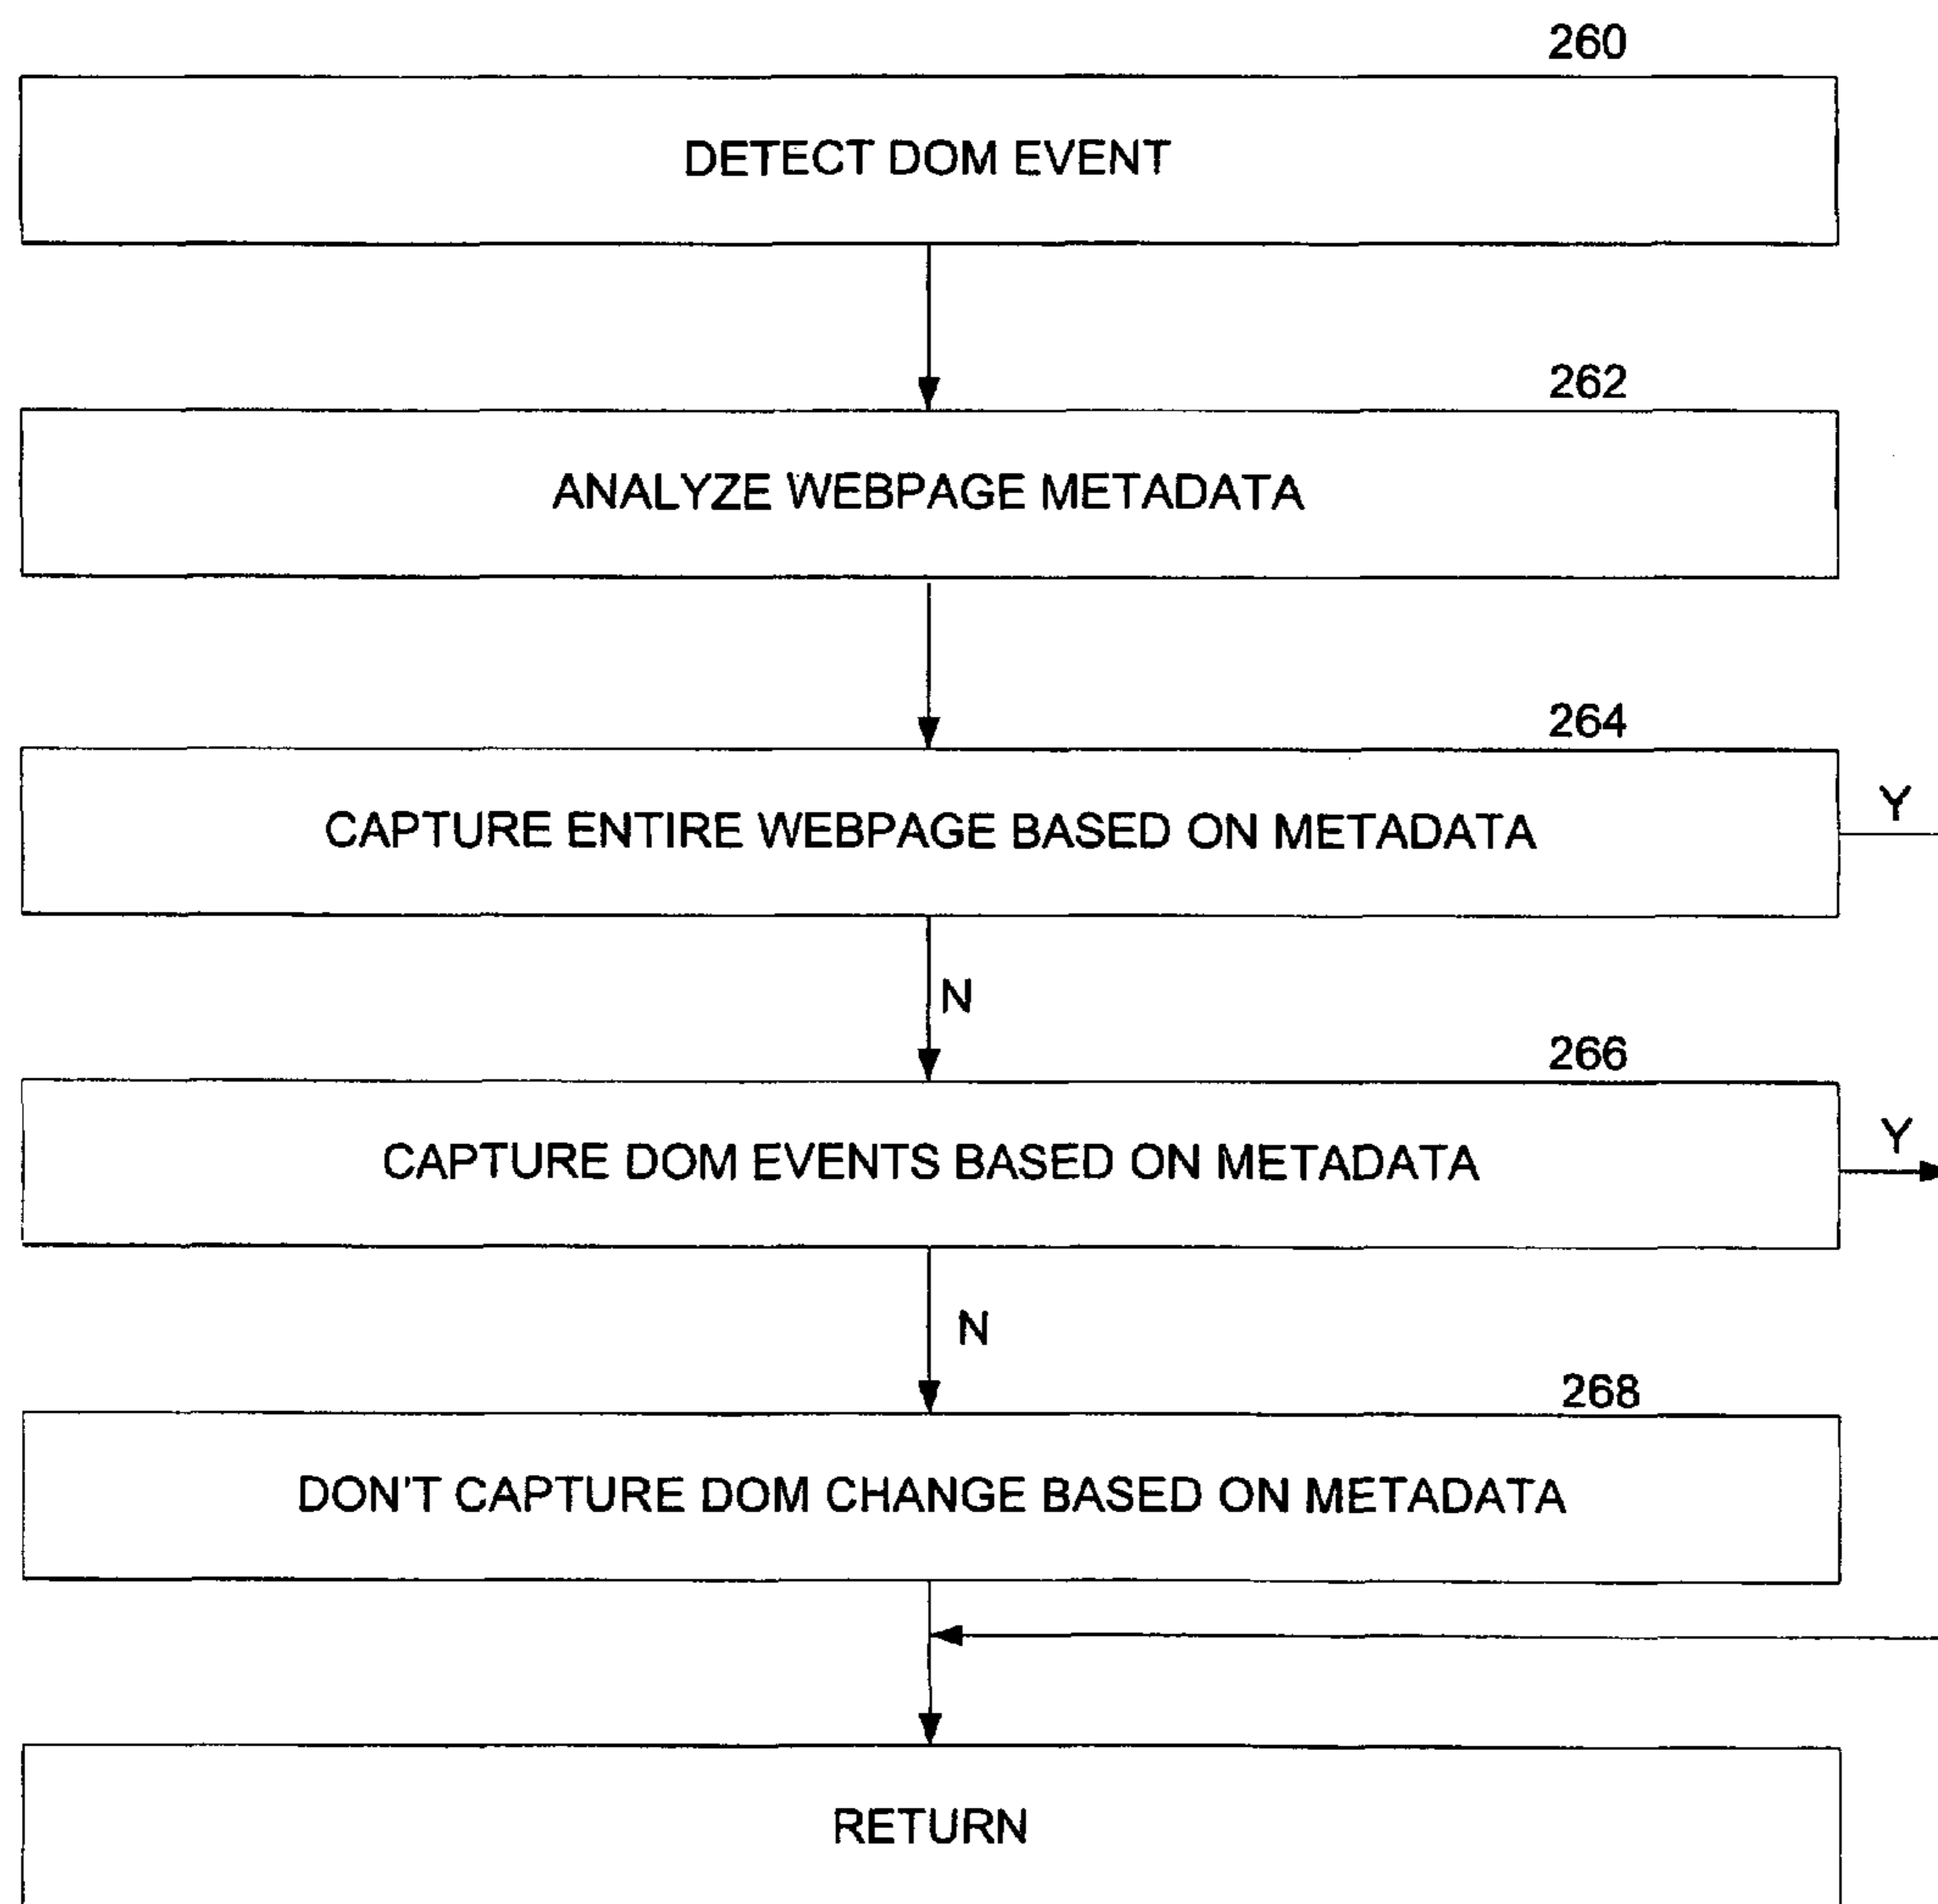 260
DETECT DOM EVENT
262
ANALYZE WEBPAGE METADATA
264
CAPTURE ENTIRE WEBPAGE BASED ON METADATA
Y
N
266
CAPTURE DOM EVENTS BASED ON METADATA
Y
N
268
DON'T CAPTURE DOM CHANGE BASED ON METADATA
RETURN